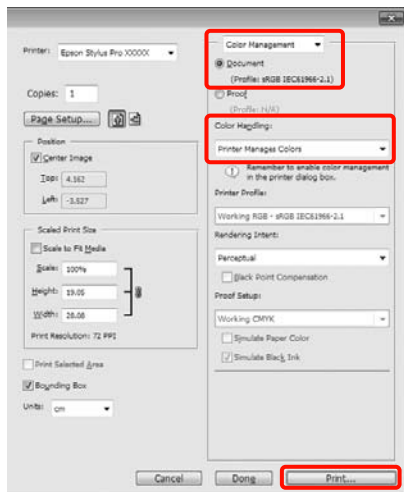 Printer: Epson Stylus Pro XXXXX
Copies: 1
Page Setup...
Position
Center Image
Top: 4.562
Left: -3.527
Scaled Print Size
Scale to Fit Media
Scale: 100%
Height: 19.05
Width: 28.08
Print Resolution: 72 PPI
Print Selected Area
Bounding Box
Units: cm
Color Management
Document
(Profile: sRGB IEC61966-2.1)
Proof
(Profile: N/A)
Color Handling:
Printer Manages Colors
Remember to enable color management
in the printer dialog box.
Printer Profile:
Working RGB - sRGB IEC61966-2.1
Rendering Intent:
Perceptual
Black Point Compensation
Proof Setup:
Working CMYK
Simulate Paper Color
Simulate Black Ink
Cancel
Done
Print...